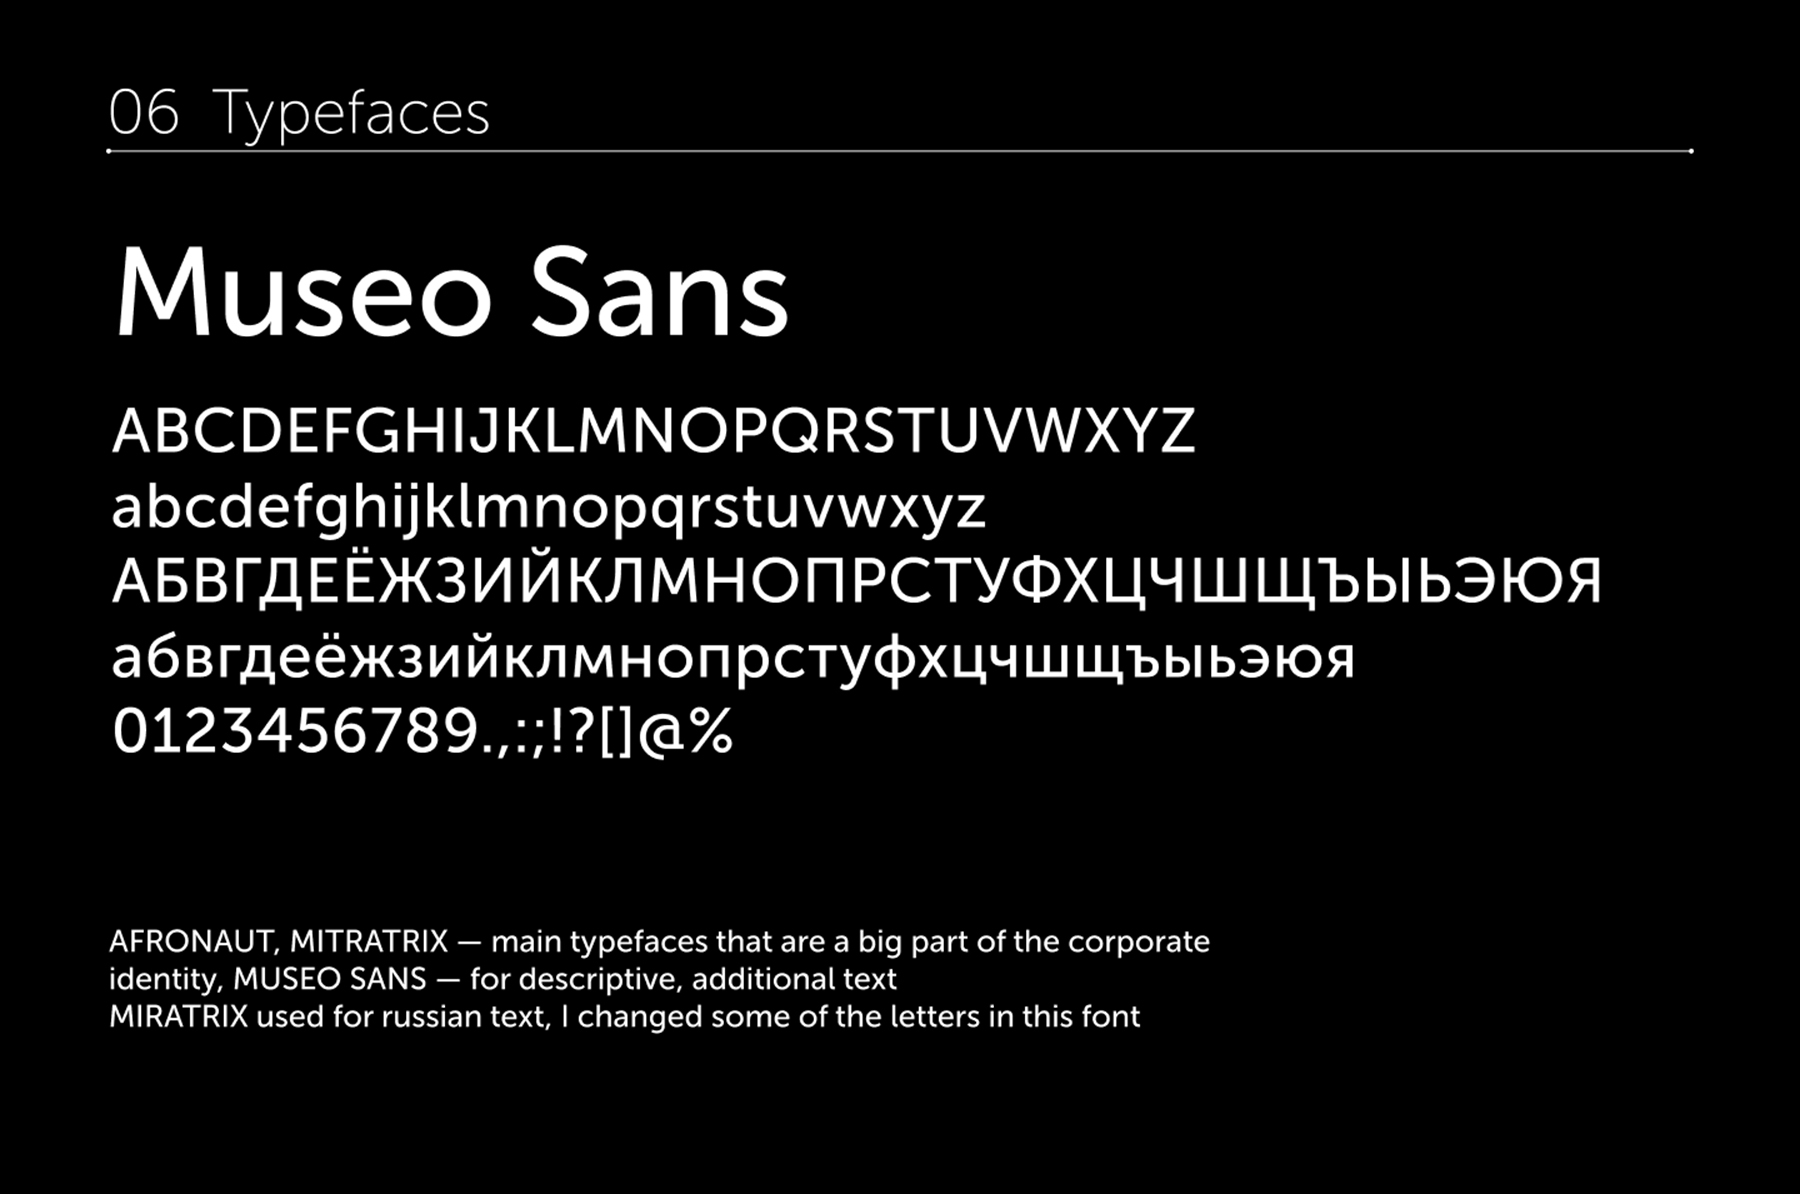 06 Typefaces
Museo Sans
ABCDEFGHIJKLMNOPQRSTUVWXYZ
abcdefghijklmnopqrstuvwxyz
АБВГДЕЁЖЗИЙКЛМНОПРСТУФХЦЧШЩЪЫЬЭЮЯ
абвгдеёжзийклмнопрстуфхцчшщъыьэюя
0123456789.,:;!?[]@%
AFRONAUT, MITRATRIX — main typefaces that are a big part of the corporate
identity, MUSEO SANS — for descriptive, additional text
MIRATRIX used for russian text, I changed some of the letters in this font